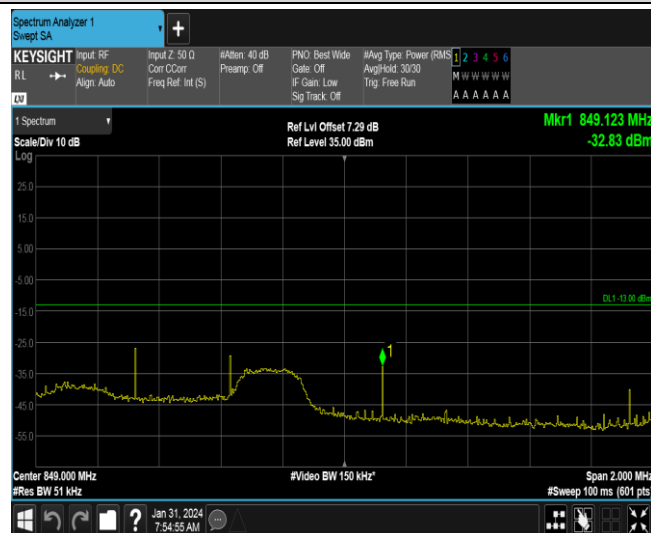 Spectrum Analyzer 1
Swept SA
+
KEYSIGHT
RL
Input: RF
Coupling: DC
Align: Auto
Input Z: 50 Ω
Corr CCorr
Freq Ref: Int (S)
#Atten: 40 dB
Preamp: Off
PNO: Best Wide
Gate: Off
IF Gain: Low
Sig Track: Off
#Avg Type: Power (RMS
Avg|Hold: 30/30
Trig: Free Run
1 2 3 4 5 6
M W W W W W
A A A A A A
1 Spectrum
Scale/Div 10 dB
Ref Lvl Offset 7.29 dB
Ref Level 35.00 dBm
Mkr1 849.123 MHz
-32.83 dBm
Log
25.0
15.0
5.00
-5.00
DL1 -13.00 dBm
-15.0
-25.0
1
-35.0
-45.0
-55.0
Center 849.000 MHz
#Video BW 150 kHz*
Span 2.000 MHz
#Res BW 51 kHz
#Sweep 100 ms (601 pts)
?
Jan 31, 2024
7:54:55 AM